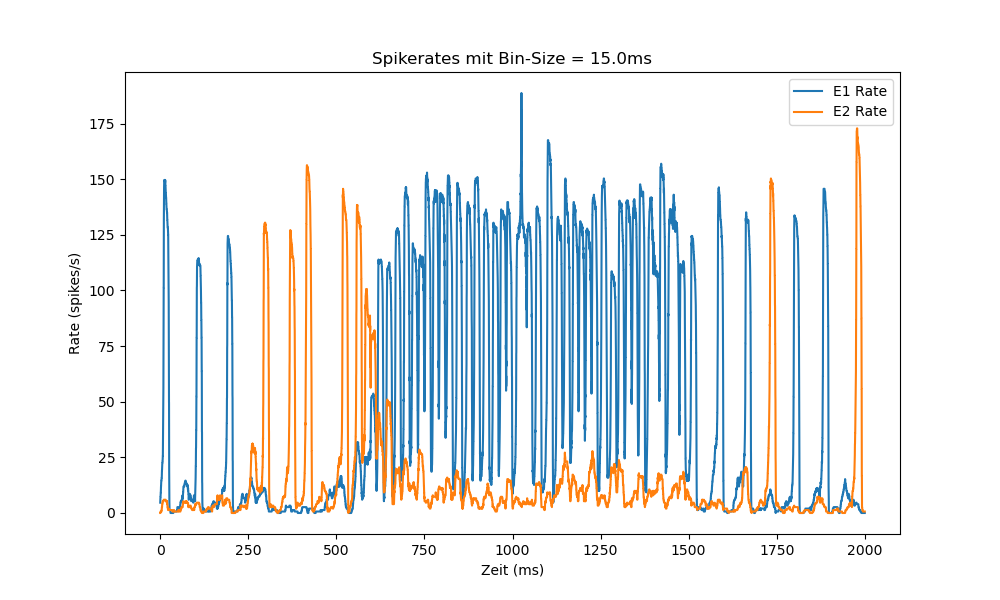 Spikerates mit Bin-Size = 15.0ms
E1 Rate
E2 Rate
175
150
125
100
75
50
25
0
Rate (spikes/s)
0 250 500 750 1000 1250 1500 1750 2000
Zeit (ms)